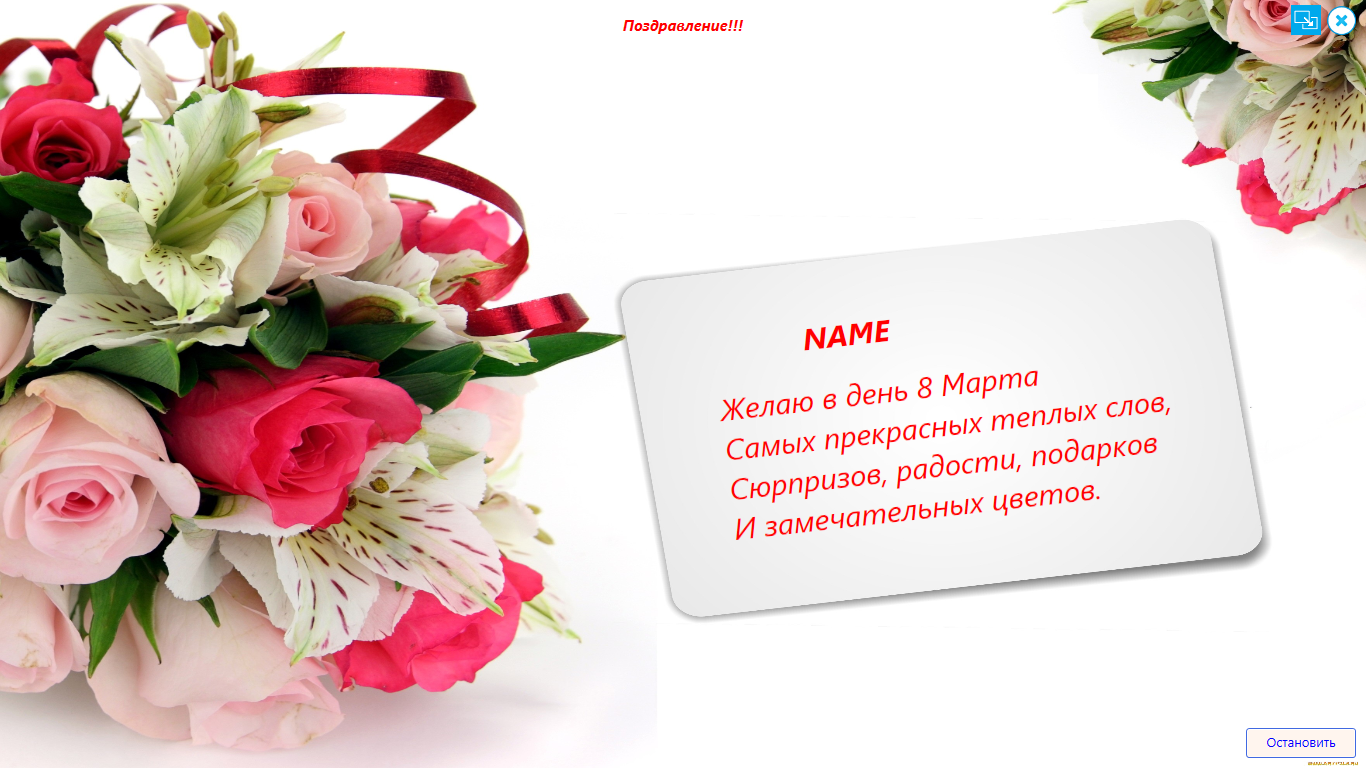 Поздравление!!!
NAME
Желаю в день 8 Марта
Самых прекрасных теплых слов,
Сюрпризов, радости, подарков
И замечательных цветов.
Остановить